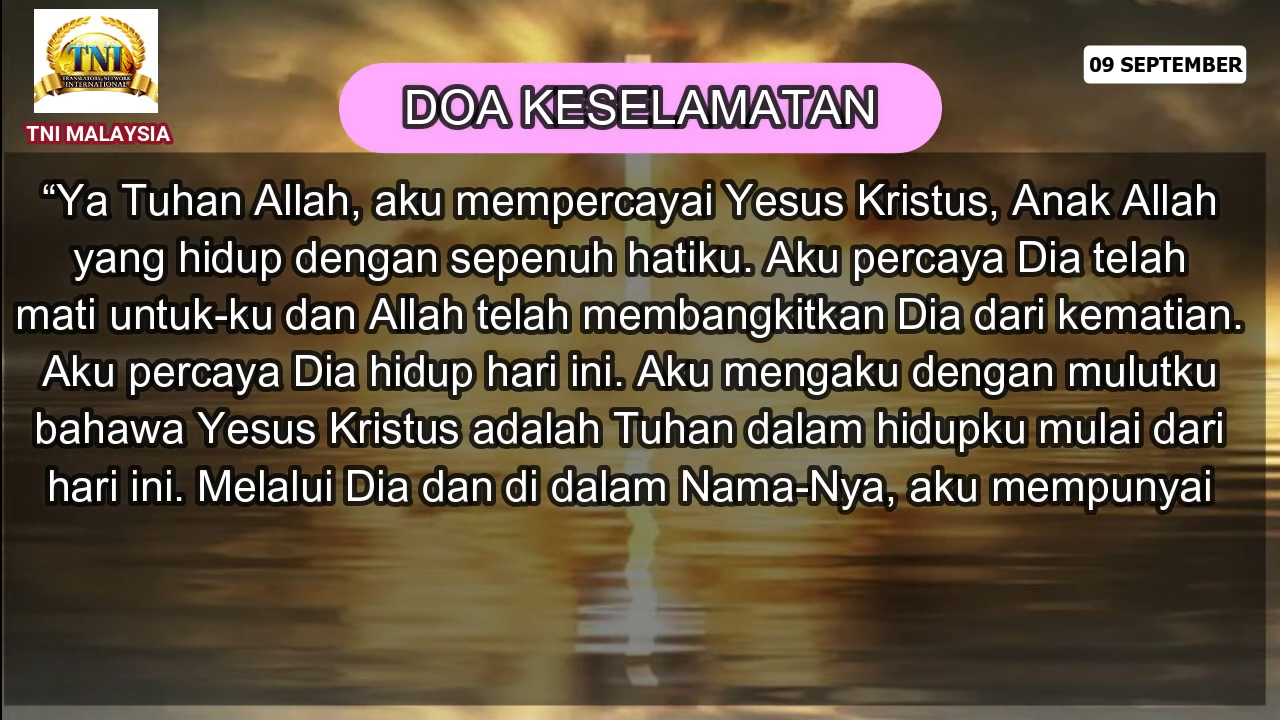 TNI
TRANSLATORS NETWORK
INTERNATIONAL
TNI MALAYSIA
09 SEPTEMBER
DOA KESELAMATAN
“Ya Tuhan Allah, aku mempercayai Yesus Kristus, Anak Allah
yang hidup dengan sepenuh hatiku. Aku percaya Dia telah
mati untuk-ku dan Allah telah membangkitkan Dia dari kematian.
Aku percaya Dia hidup hari ini. Aku mengaku dengan mulutku
bahawa Yesus Kristus adalah Tuhan dalam hidupku mulai dari
hari ini. Melalui Dia dan di dalam Nama-Nya, aku mempunyai